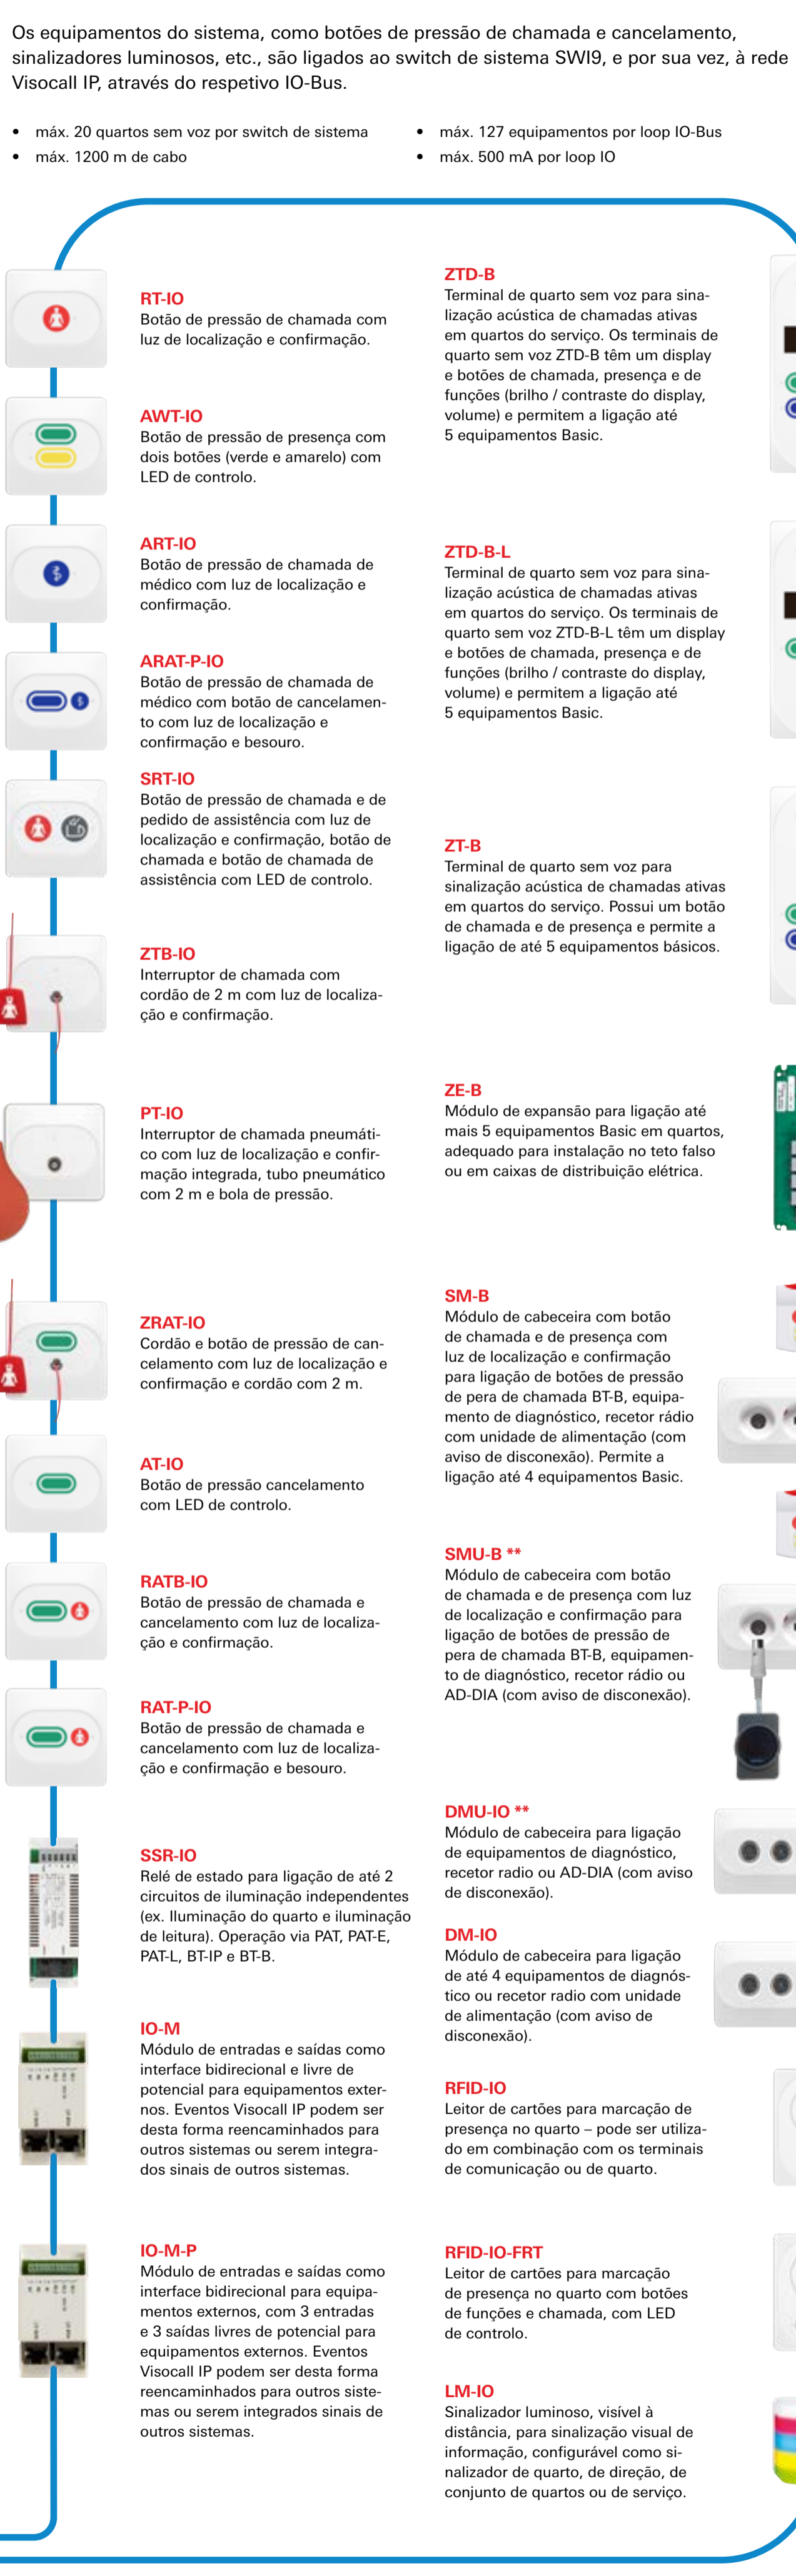 Os equipamentos do sistema, como botões de pressão de chamada e cancelamento,
sinalizadores luminosos, etc., são ligados ao switch de sistema SWI9, e por sua vez, à rede
Visocall IP, através do respetivo IO-Bus.
• máx. 20 quartos sem voz por switch de sistema
• máx. 1200 m de cabo
• máx. 127 equipamentos por loop IO-Bus
• máx. 500 mA por loop IO
RT-IO
Botão de pressão de chamada com
luz de localização e confirmação.
AWT-IO
Botão de pressão de presença com
dois botões (verde e amarelo) com
LED de controlo.
ART-IO
Botão de pressão de chamada de
médico com luz de localização e
confirmação.
ARAT-P-IO
Botão de pressão de chamada de
médico com botão de cancelamen-
to com luz de localização e
confirmação e besouro.
SRT-IO
Botão de pressão de chamada e de
pedido de assistência com luz de
localização e confirmação, botão de
chamada e botão de chamada de
assistência com LED de controlo.
ZTB-IO
Interruptor de chamada com
cordão de 2 m com luz de localiza-
ção e confirmação.
PT-IO
Interruptor de chamada pneumáti-
co com luz de localização e confir-
mação integrada, tubo pneumático
com 2 m e bola de pressão.
ZRAT-IO
Cordão e botão de pressão de can-
celamento com luz de localização e
confirmação e cordão com 2 m.
AT-IO
Botão de pressão cancelamento
com LED de controlo.
RATB-IO
Botão de pressão de chamada e
cancelamento com luz de localiza-
ção e confirmação.
RAT-P-IO
Botão de pressão de chamada e
cancelamento com luz de localiza-
ção e confirmação e besouro.
SSR-IO
Relé de estado para ligação de até 2
circuitos de iluminação independentes
(ex. Iluminação do quarto e iluminação
de leitura). Operação via PAT, PAT-E,
PAT-L, BT-IP e BT-B.
IO-M
Módulo de entradas e saídas como
interface bidirecional e livre de
potencial para equipamentos exter-
nos. Eventos Visocall IP podem ser
desta forma reencaminhados para
outros sistemas ou serem integra-
dos sinais de outros sistemas.
IO-M-P
Módulo de entradas e saídas como
interface bidirecional para equipa-
mentos externos, com 3 entradas
e 3 saídas livres de potencial para
equipamentos externos. Eventos
Visocall IP podem ser desta forma
reencaminhados para outros siste-
mas ou serem integrados sinais de
outros sistemas.
ZTD-B
Terminal de quarto sem voz para sina-
lização acústica de chamadas ativas
em quartos do serviço. Os terminais de
quarto sem voz ZTD-B têm um display
e botões de chamada, presença e de
funções (brilho / contraste do display,
volume) e permitem a ligação até
5 equipamentos Basic.
ZTD-B-L
Terminal de quarto sem voz para sina-
lização acústica de chamadas ativas
em quartos do serviço. Os terminais de
quarto sem voz ZTD-B-L têm um display
e botões de chamada, presença e de
funções (brilho / contraste do display,
volume) e permitem a ligação até
5 equipamentos Basic.
ZT-B
Terminal de quarto sem voz para
sinalização acústica de chamadas ativas
em quartos do serviço. Possui um botão
de chamada e de presença e permite a
ligação de até 5 equipamentos básicos.
ZE-B
Módulo de expansão para ligação até
mais 5 equipamentos Basic em quartos,
adequado para instalação no teto falso
ou em caixas de distribuição elétrica.
SM-B
Módulo de cabeceira com botão
de chamada e de presença com
luz de localização e confirmação
para ligação de botões de pressão
de pera de chamada BT-B, equipa-
mento de diagnóstico, recetor rádio
com unidade de alimentação (com
aviso de disconexão). Permite a
ligação até 4 equipamentos Basic.
SMU-B **
Módulo de cabeceira com botão
de chamada e de presença com luz
de localização e confirmação para
ligação de botões de pressão de
pera de chamada BT-B, equipamen-
to de diagnóstico, recetor rádio ou
AD-DIA (com aviso de disconexão).
DMU-IO **
Módulo de cabeceira para ligação
de equipamentos de diagnóstico,
recetor radio ou AD-DIA (com aviso
de disconexão).
DM-IO
Módulo de cabeceira para ligação
de até 4 equipamentos de diagnós-
tico ou recetor radio com unidade
de alimentação (com aviso de
disconexão).
RFID-IO
Leitor de cartões para marcação de
presença no quarto – pode ser utiliza-
do em combinação com os terminais
de comunicação ou de quarto.
RFID-IO-FRT
Leitor de cartões para marcação
de presença no quarto com botões
de funções e chamada, com LED
de controlo.
LM-IO
Sinalizador luminoso, visível à
distância, para sinalização visual de
informação, configurável como si-
nalizador de quarto, de direção, de
conjunto de quartos ou de serviço.